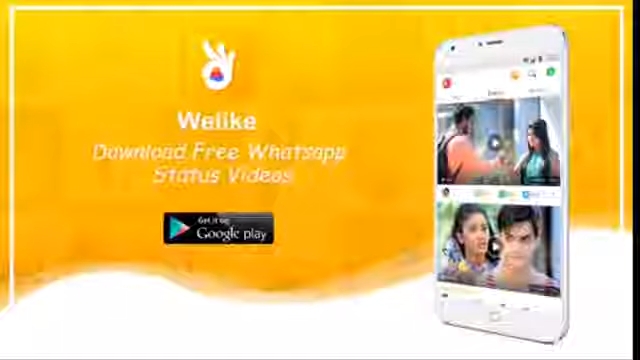 Welike
Download Free Whatsapp
Status Videos
Get it on
Google play